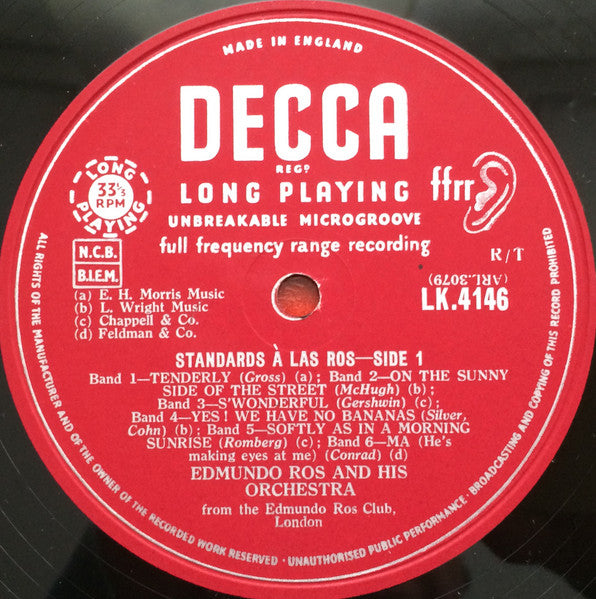 MADE IN ENGLAND
DECCA
REGD
LONG PLAYING
UNBREAKABLE MICROGROOVE
full frequency range recording
LONG
33 1/3
RPM
PLAYING
ffrr
N.C.B.
B.I.E.M.
R/T
(ARL.3079)
LK.4146
(a) E. H. Morris Music
(b) L. Wright Music
(c) Chappell & Co.
(d) Feldman & Co.
STANDARDS À LAS ROS—SIDE 1
Band 1—TENDERLY (Gross) (a); Band 2—ON THE SUNNY
SIDE OF THE STREET (McHugh) (b);
Band 3—S'WONDERFUL (Gershwin) (c);
Band 4—YES! WE HAVE NO BANANAS (Silver,
Cohn) (b); Band 5—SOFTLY AS IN A MORNING
SUNRISE (Romberg) (c); Band 6—MA (He's
making eyes at me) (Conrad) (d)
EDMUNDO ROS AND HIS
ORCHESTRA
from the Edmundo Ros Club,
London
ALL RIGHTS OF THE MANUFACTURER AND OF THE OWNER OF THE RECORDED WORK RESERVED · UNAUTHORISED PUBLIC PERFORMANCE · BROADCASTING AND COPYING OF THIS RECORD PROHIBITED